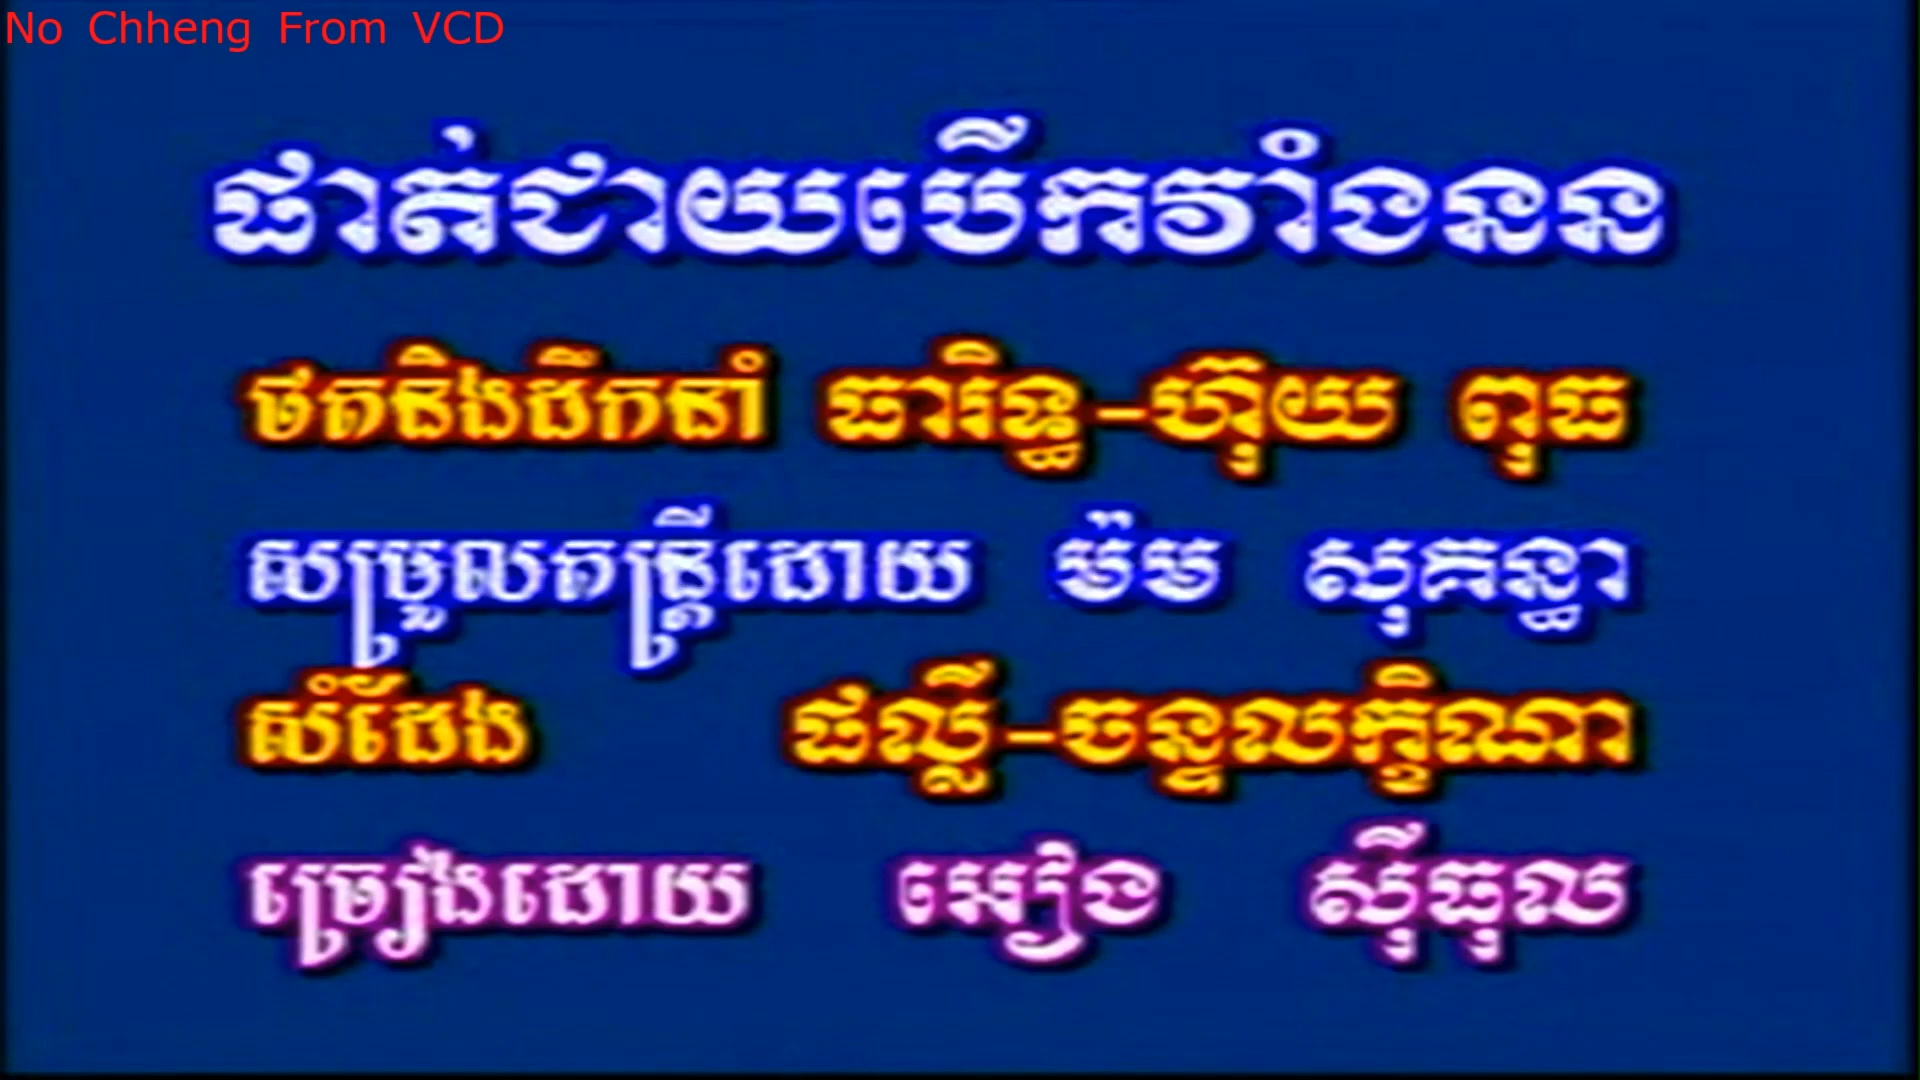 No Chheng From VCD
ផាត់ជាយបើកវាំងនន
ថតនិងដឹកនាំ ធារិទ្ធ-ហ៊ុយ ពុធ
សម្រួលតន្ត្រីដោយ ម៉ម សុគន្ធា
សំដែង ផល្លី-ចន្ទលក្ខិណា
ច្រៀងដោយ អៀង ស៊ីធុល